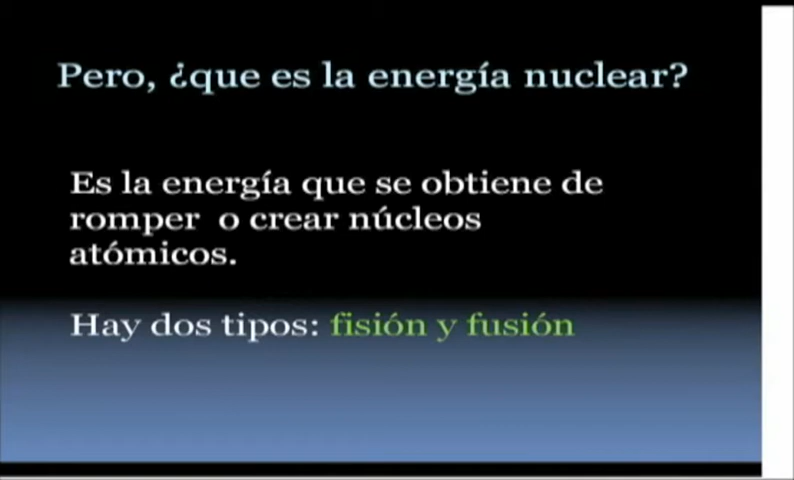 Pero, ¿que es la energía nuclear?
Es la energía que se obtiene de
romper o crear núcleos
atómicos.
Hay dos tipos: fisión y fusión